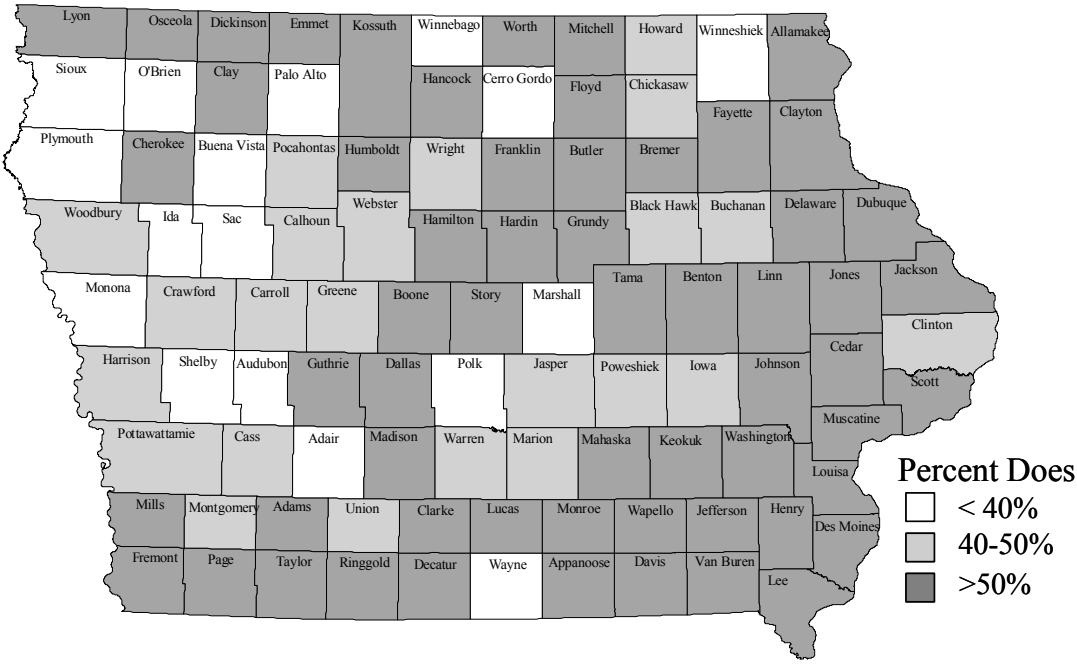 Lyon Osceola Dickinson Emmet Kossuth Winnebago Worth Mitchell Howard Winneshiek Allamakee
Sioux O'Brien Clay Palo Alto Hancock Cerro Gordo Floyd Chickasaw
Fayette Clayton
Plymouth Cherokee Buena Vista Pocahontas Humboldt Wright Franklin Butler Bremer
Woodbury Ida Sac Calhoun Webster Hamilton Hardin Grundy Black Hawk Buchanan Delaware Dubuque
Monona Crawford Carroll Greene Boone Story Marshall Tama Benton Linn Jones Jackson
Clinton
Harrison Shelby Audubon Guthrie Dallas Polk Jasper Poweshiek Iowa Johnson Cedar
Scott
Muscatine
Pottawattamie Cass Adair Madison Warren Marion Mahaska Keokuk Washington
Louisa
Mills Montgomery Adams Union Clarke Lucas Monroe Wapello Jefferson Henry Des Moines
Fremont Page Taylor Ringgold Decatur Wayne Appanoose Davis Van Buren Lee
Percent Does
< 40%
40-50%
>50%